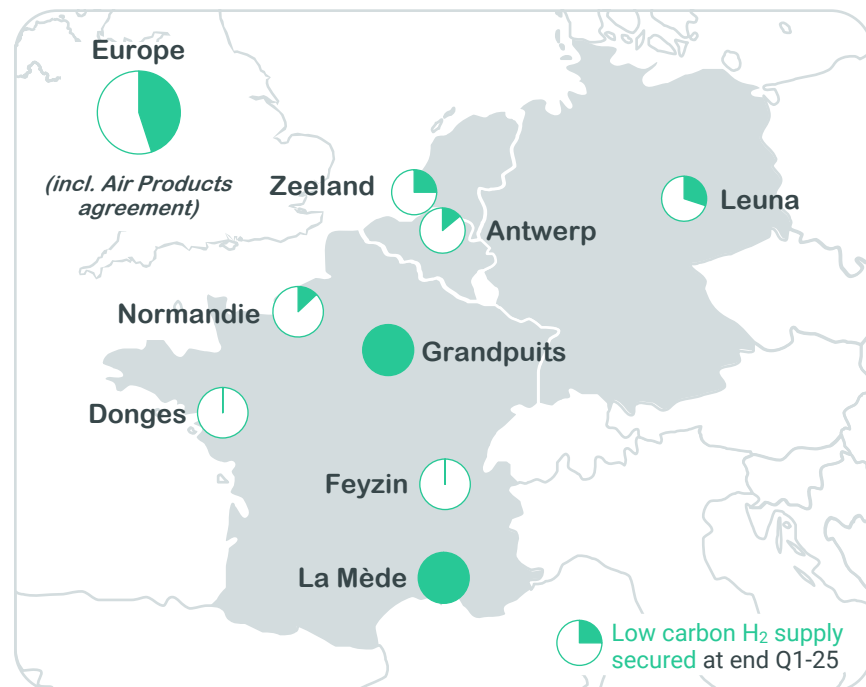 Europe
(incl. Air Products
agreement)
Zeeland
Leuna
Antwerp
Normandie
Grandpuits
Donges
Feyzin
La Mède
Low carbon H₂ supply
secured at end Q1-25